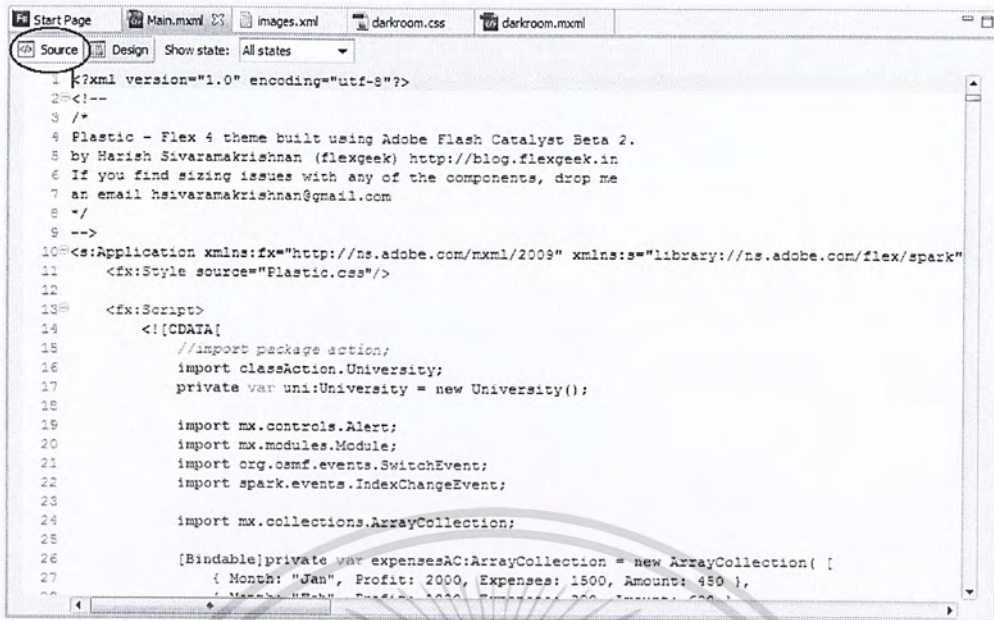 Start Page Main.mxml images.xml darkroom.css darkroom.mxml
Source Design Show state: All states
1 <?xml version="1.0" encoding="utf-8"?>
2 <!--
3 /*
4 Plastic - Flex 4 theme built using Adobe Flash Catalyst Beta 2.
5 by Harish Sivaramakrishnan (flexgeek) http://blog.flexgeek.in
6 If you find sizing issues with any of the components, drop me
7 an email hsivaramakrishnan@gmail.com
8 */
9 -->
10 <s:Application xmlns:fx="http://ns.adobe.com/mxml/2009" xmlns:s="library://ns.adobe.com/flex/spark"
11 <fx:Style source="Plastic.css"/>
12
13 <fx:Script>
14 <![CDATA[
15 //import package action;
16 import classAction.University;
17 private var uni:University = new University();
18
19 import mx.controls.Alert;
20 import mx.modules.Module;
21 import org.osmf.events.SwitchEvent;
22 import spark.events.IndexChangeEvent;
23
24 import mx.collections.ArrayCollection;
25
26 [Bindable]private var expensesAC:ArrayCollection = new ArrayCollection( [
27 { Month: "Jan", Profit: 2000, Expenses: 1500, Amount: 450 },